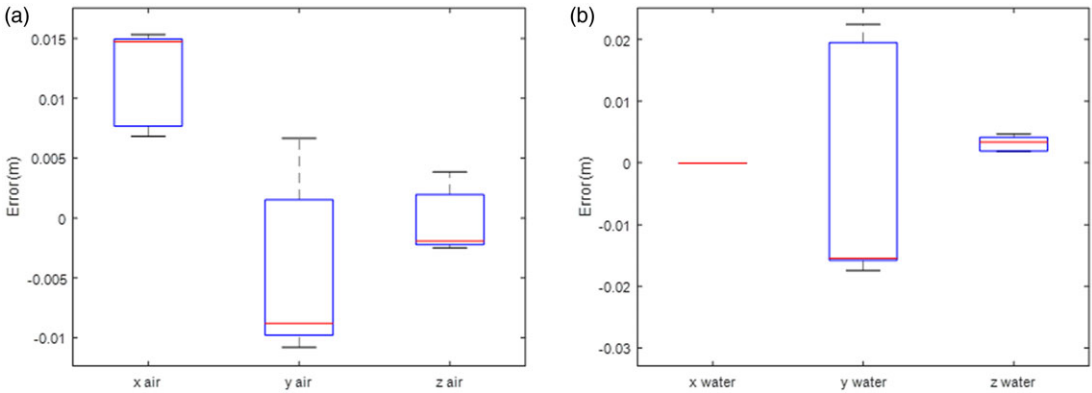 (a)
Error(m)
0.015
0.01
0.005
0
-0.005
-0.01
x air
y air
z air
(b)
Error(m)
0.02
0.01
0
-0.01
-0.02
-0.03
x water
y water
z water